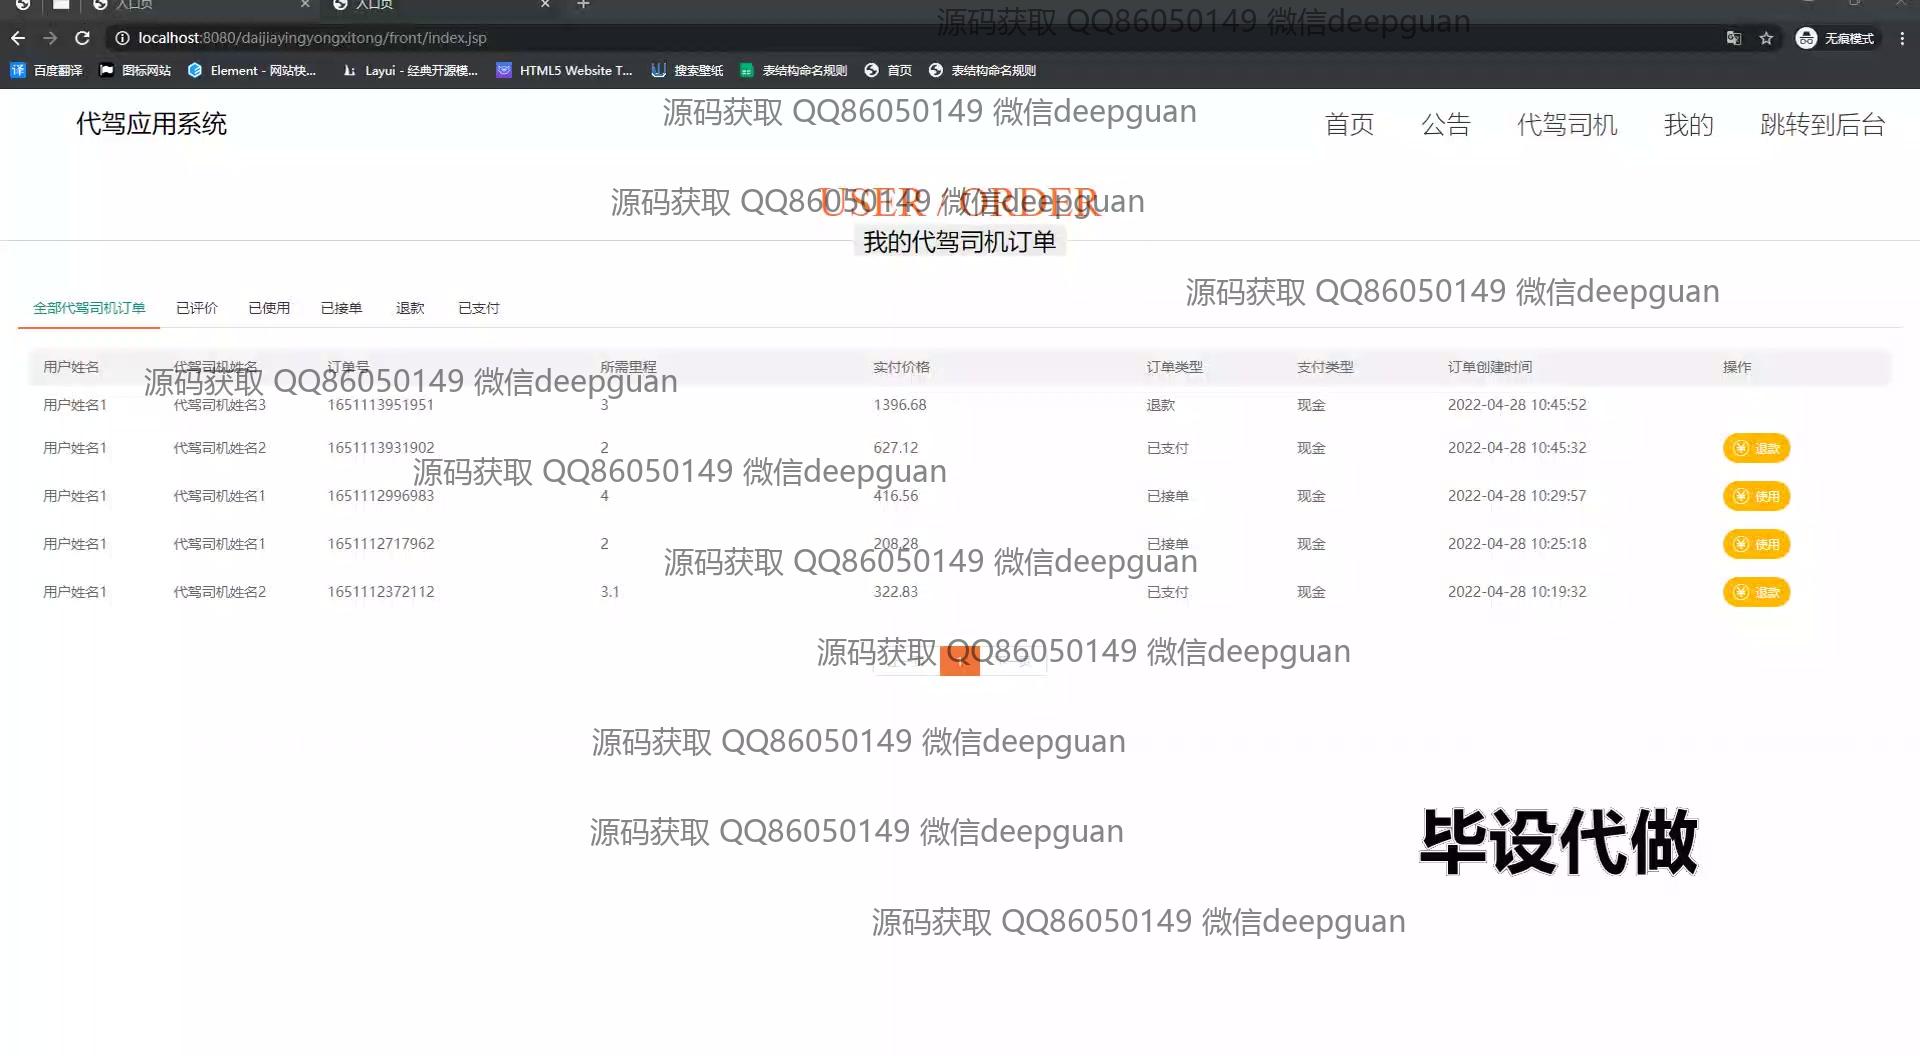 入口页
入口页
localhost:8080/daijiayingyongxitong/front/index.jsp
无痕模式
源码获取 QQ86050149 微信deepguan
译 百度翻译 图标网站 Element - 网站快... Layui - 经典开源模... HTML5 Website T... 搜索壁纸 表结构命名规则 首页 表结构命名规则
代驾应用系统
源码获取 QQ86050149 微信deepguan
首页 公告 代驾司机 我的 跳转到后台
USER / ORDER
源码获取 QQ86050149 微信deepguan
我的代驾司机订单
源码获取 QQ86050149 微信deepguan
全部代驾司机订单 已评价 已使用 已接单 退款 已支付
用户姓名 代驾司机姓名 订单号 所需里程 实付价格 订单类型 支付类型 订单创建时间 操作
源码获取 QQ86050149 微信deepguan
用户姓名1 代驾司机姓名3 1651113951951 3 1396.68 退款 现金 2022-04-28 10:45:52
用户姓名1 代驾司机姓名2 1651113931902 2 627.12 已支付 现金 2022-04-28 10:45:32 退款
源码获取 QQ86050149 微信deepguan
用户姓名1 代驾司机姓名1 1651112996983 4 416.56 已接单 现金 2022-04-28 10:29:57 使用
用户姓名1 代驾司机姓名1 1651112717962 2 208.28 已接单 现金 2022-04-28 10:25:18 使用
源码获取 QQ86050149 微信deepguan
用户姓名1 代驾司机姓名2 1651112372112 3.1 322.83 已支付 现金 2022-04-28 10:19:32 退款
源码获取 QQ86050149 微信deepguan
1
源码获取 QQ86050149 微信deepguan
源码获取 QQ86050149 微信deepguan
毕设代做
源码获取 QQ86050149 微信deepguan